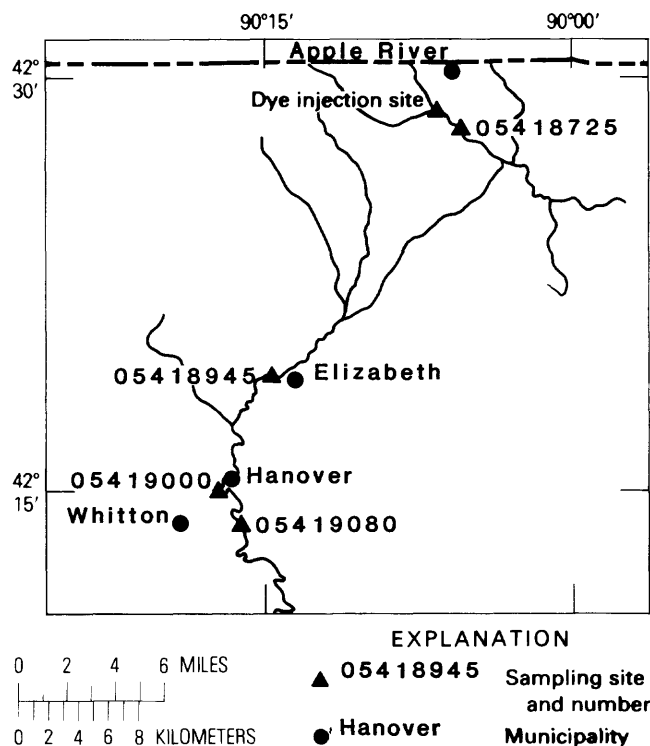 90°15′ 90°00′
Apple River
42°
30′
Dye injection site
05418725
05418945 Elizabeth
05419000 Hanover
42°
15′
Whitton 05419080
EXPLANATION
0 2 4 6 MILES
0 2 4 6 8 KILOMETERS
05418945 Sampling site
and number
Hanover Municipality